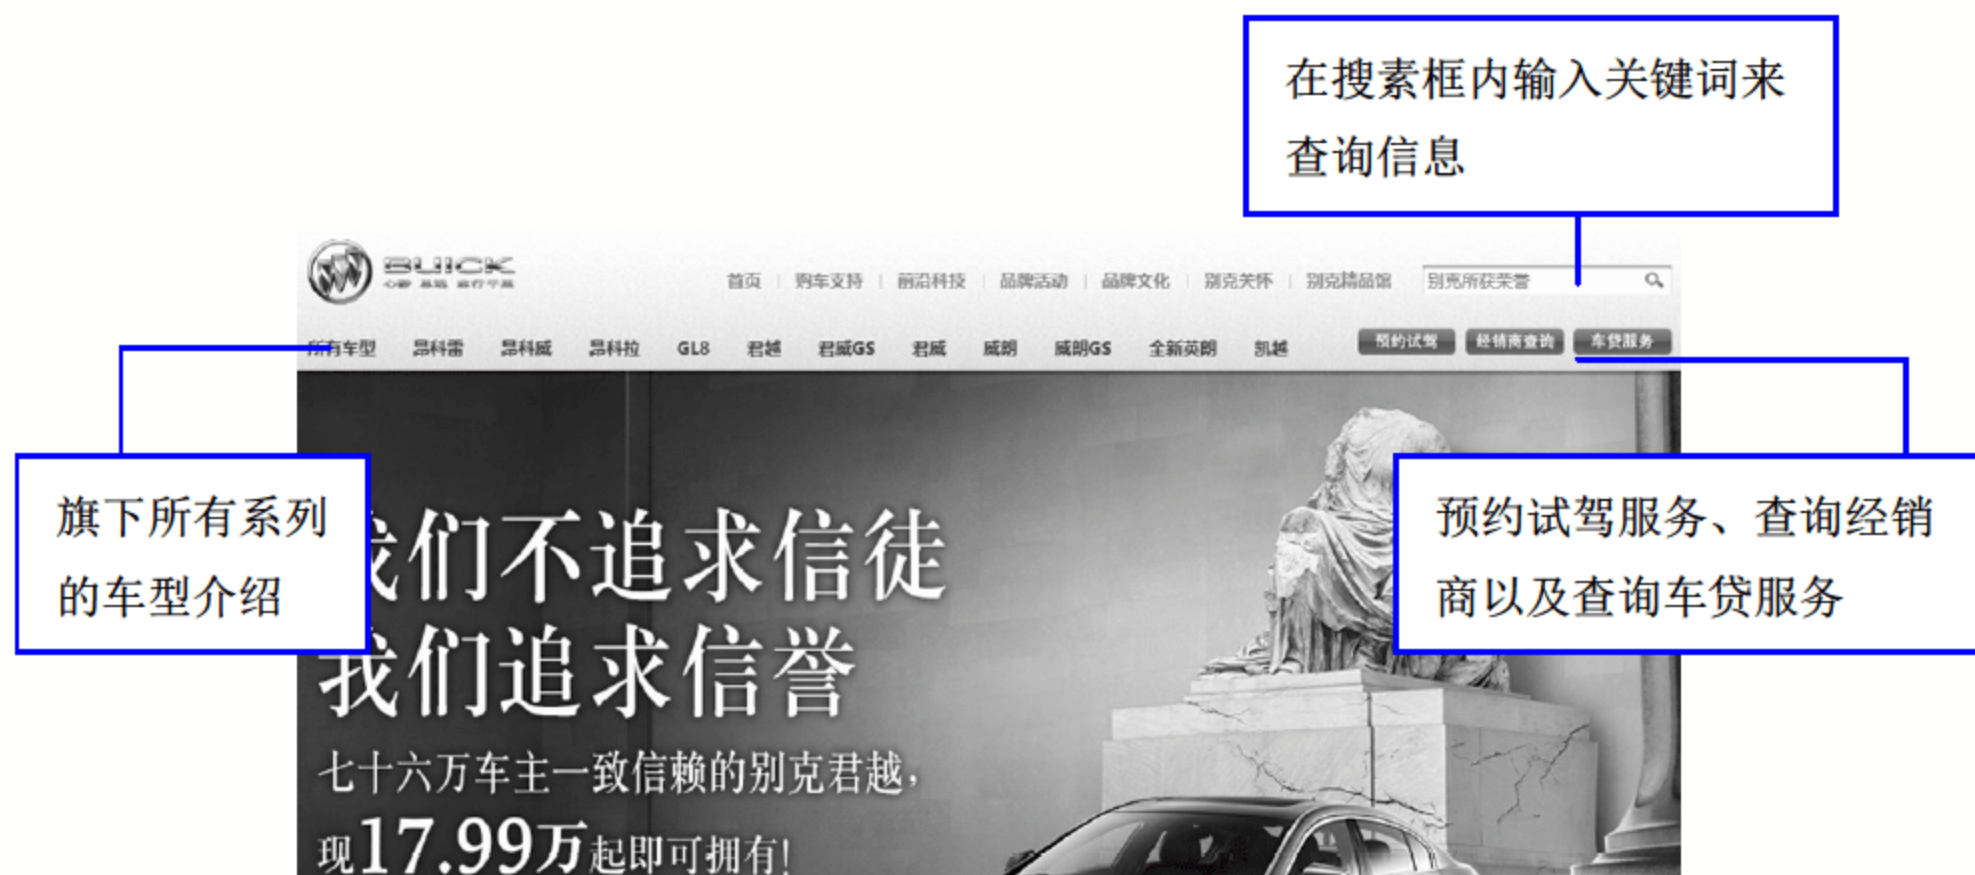 在搜素框内输入关键词来
查询信息
BUICK
首页 | 购车支持 | 前沿科技 | 品牌活动 | 品牌文化 | 别克关怀 | 别克精品馆
别克所获荣誉
所有车型 昂科雷 昂科威 昂科拉 GL8 君越 君威GS 君威 威朗 威朗GS 全新英朗 凯越
预约试驾 经销商查询 车贷服务
旗下所有系列
的车型介绍
预约试驾服务、查询经销
商以及查询车贷服务
我们不追求信徒
我们追求信誉
七十六万车主一致信赖的别克君越，
现17.99万起即可拥有!